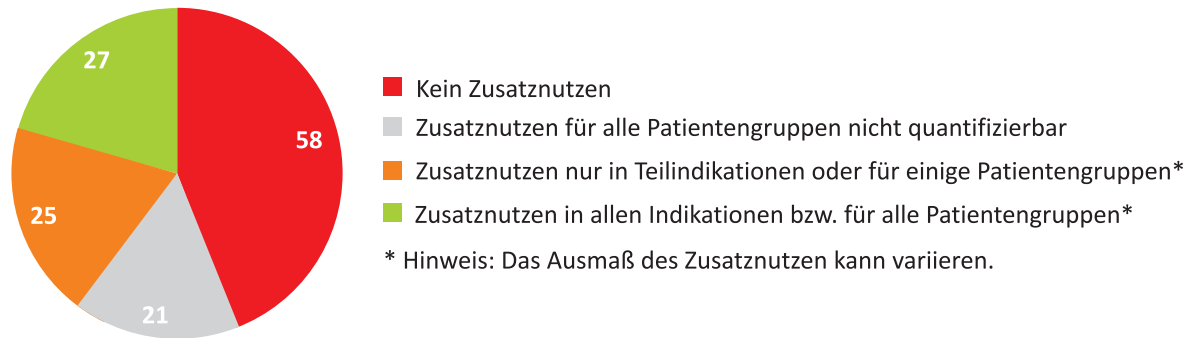 27
58
25
21
Kein Zusatznutzen
Zusatznutzen für alle Patientengruppen nicht quantifizierbar
Zusatznutzen nur in Teilindikationen oder für einige Patientengruppen*
Zusatznutzen in allen Indikationen bzw. für alle Patientengruppen*
* Hinweis: Das Ausmaß des Zusatznutzen kann variieren.